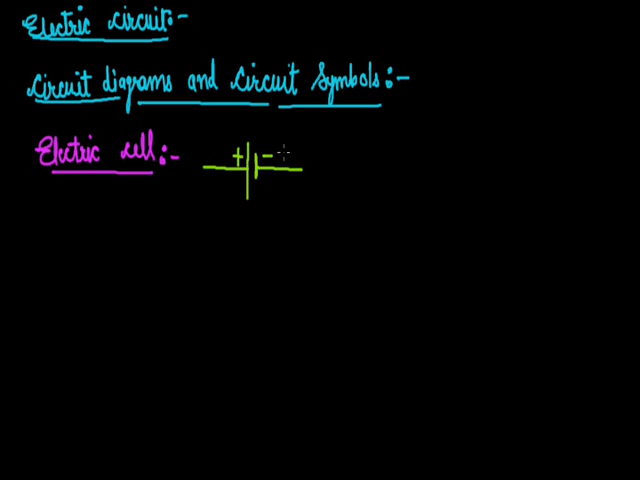 Electric circuit:-
Circuit diagrams and Circuit Symbols:-
Electric cell:- + -